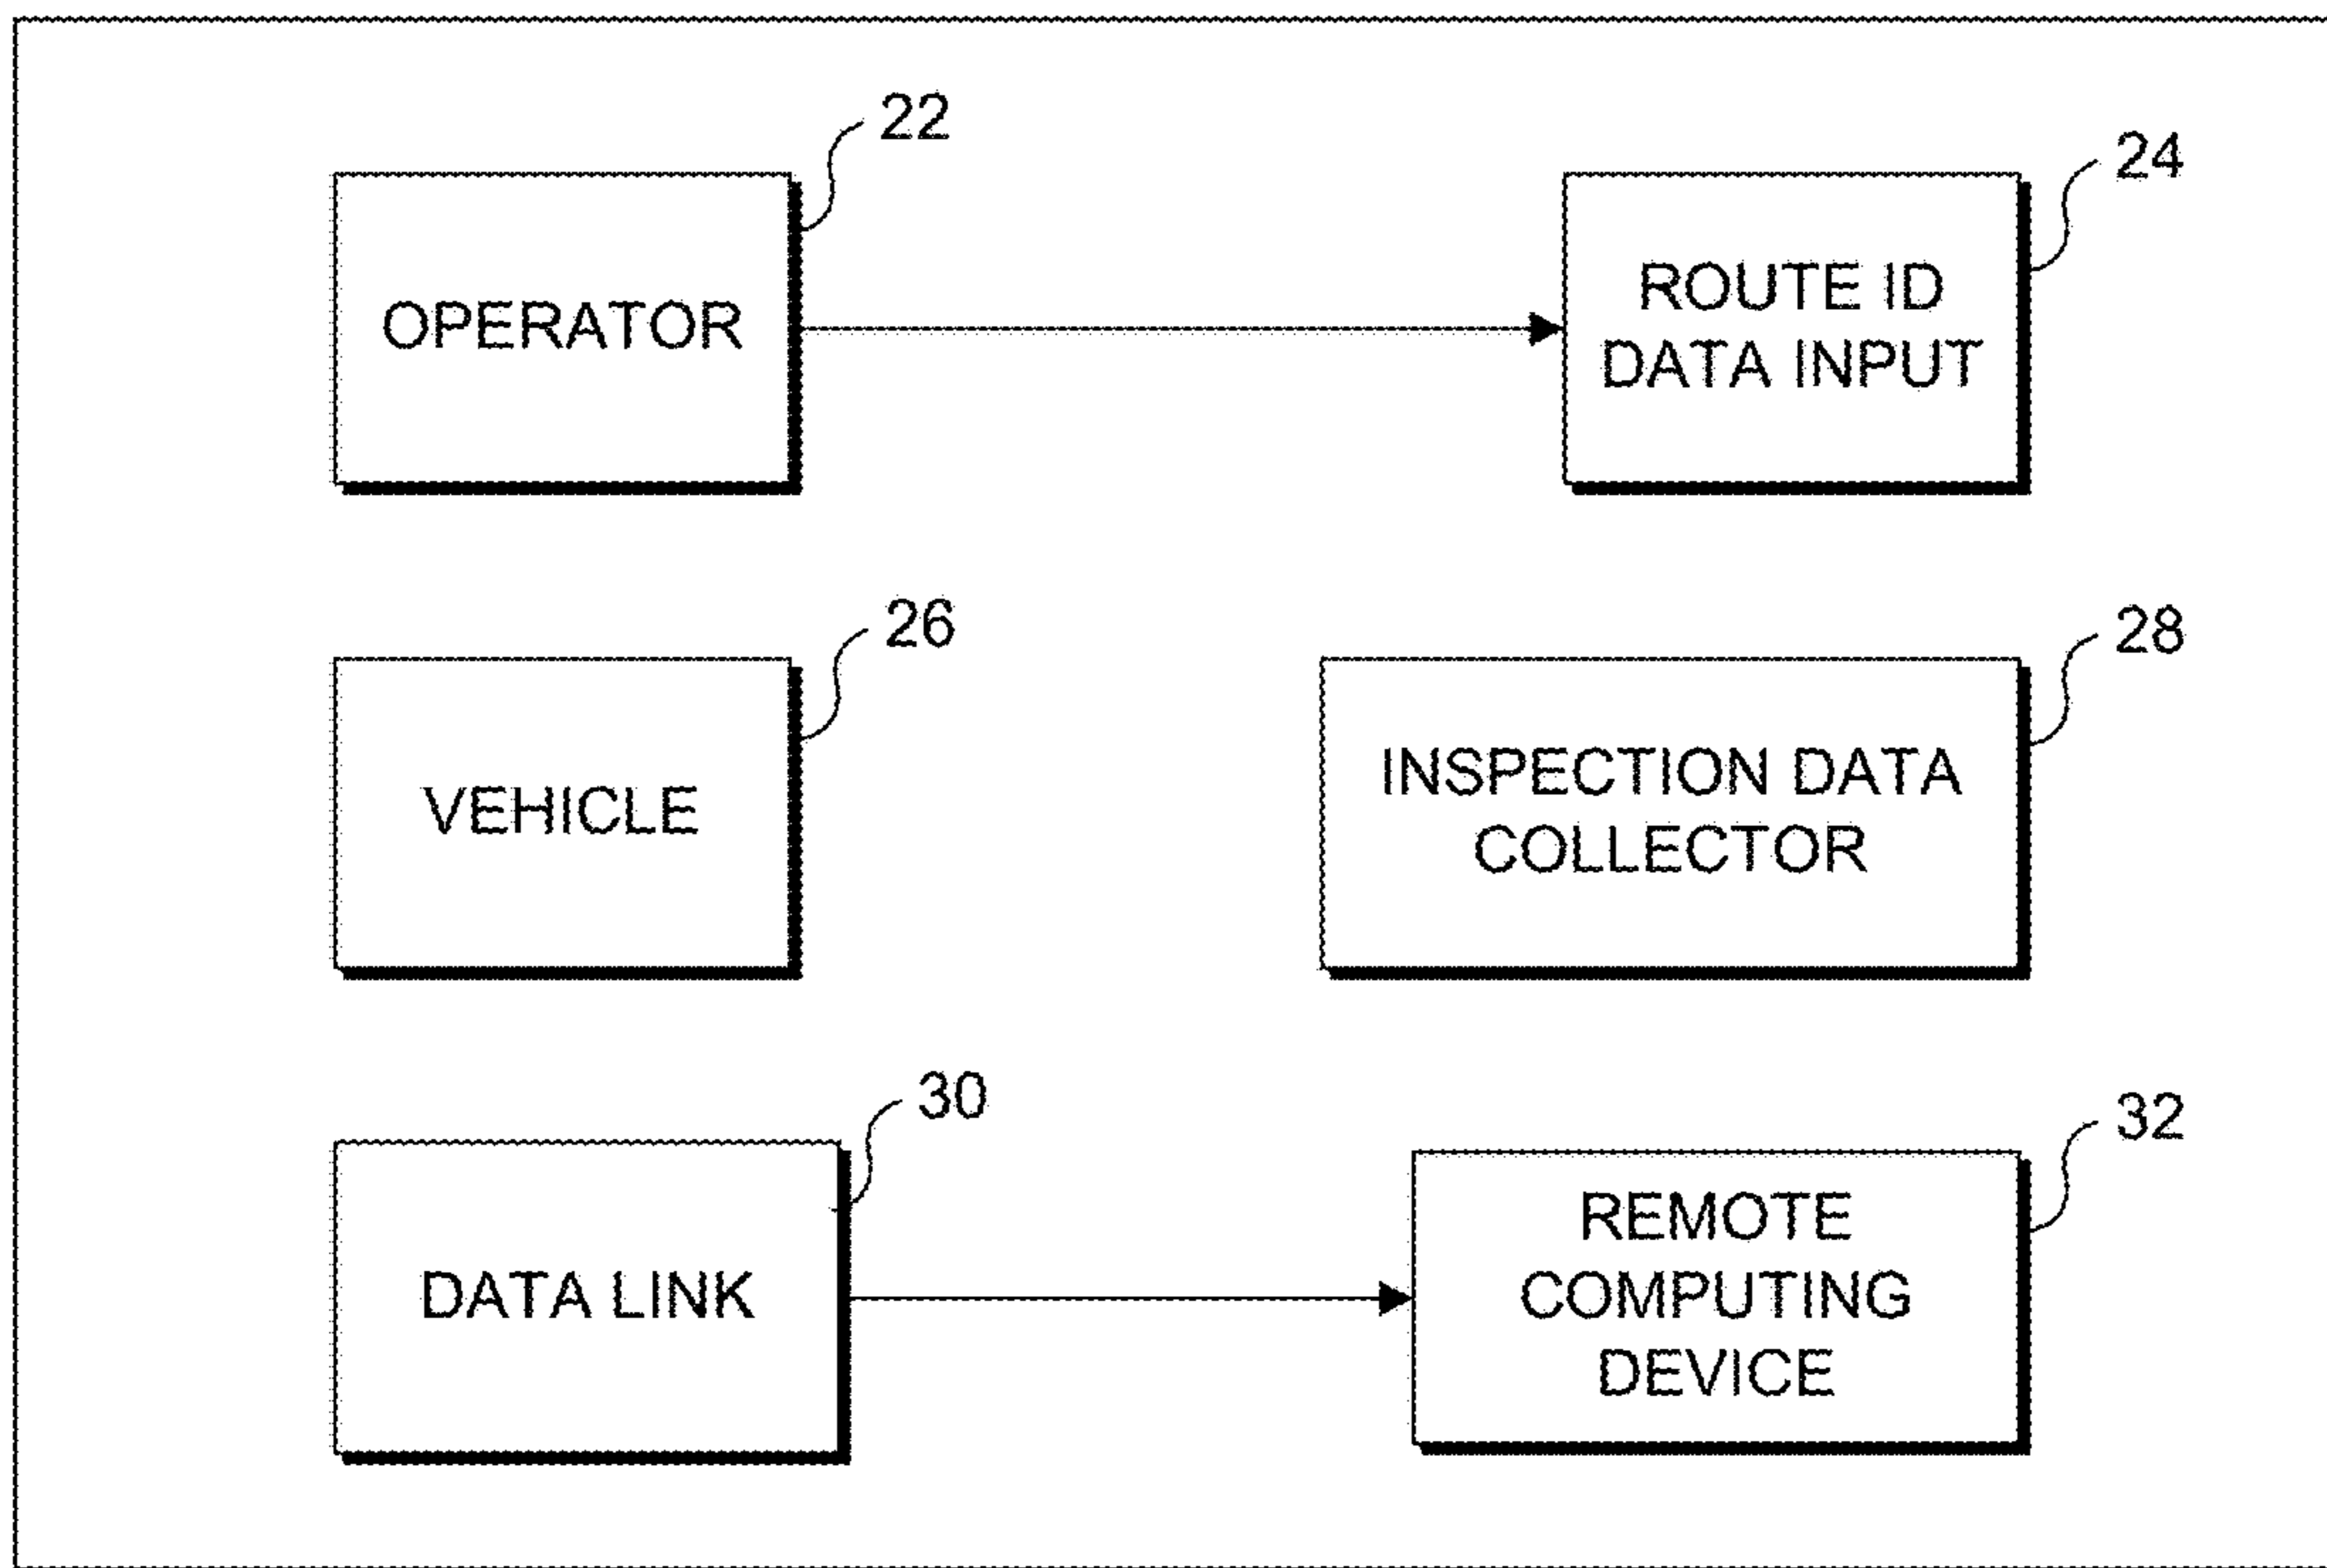 22
24
OPERATOR
ROUTE ID
DATA INPUT
26
28
VEHICLE
INSPECTION DATA
COLLECTOR
30
32
DATA LINK
REMOTE
COMPUTING
DEVICE